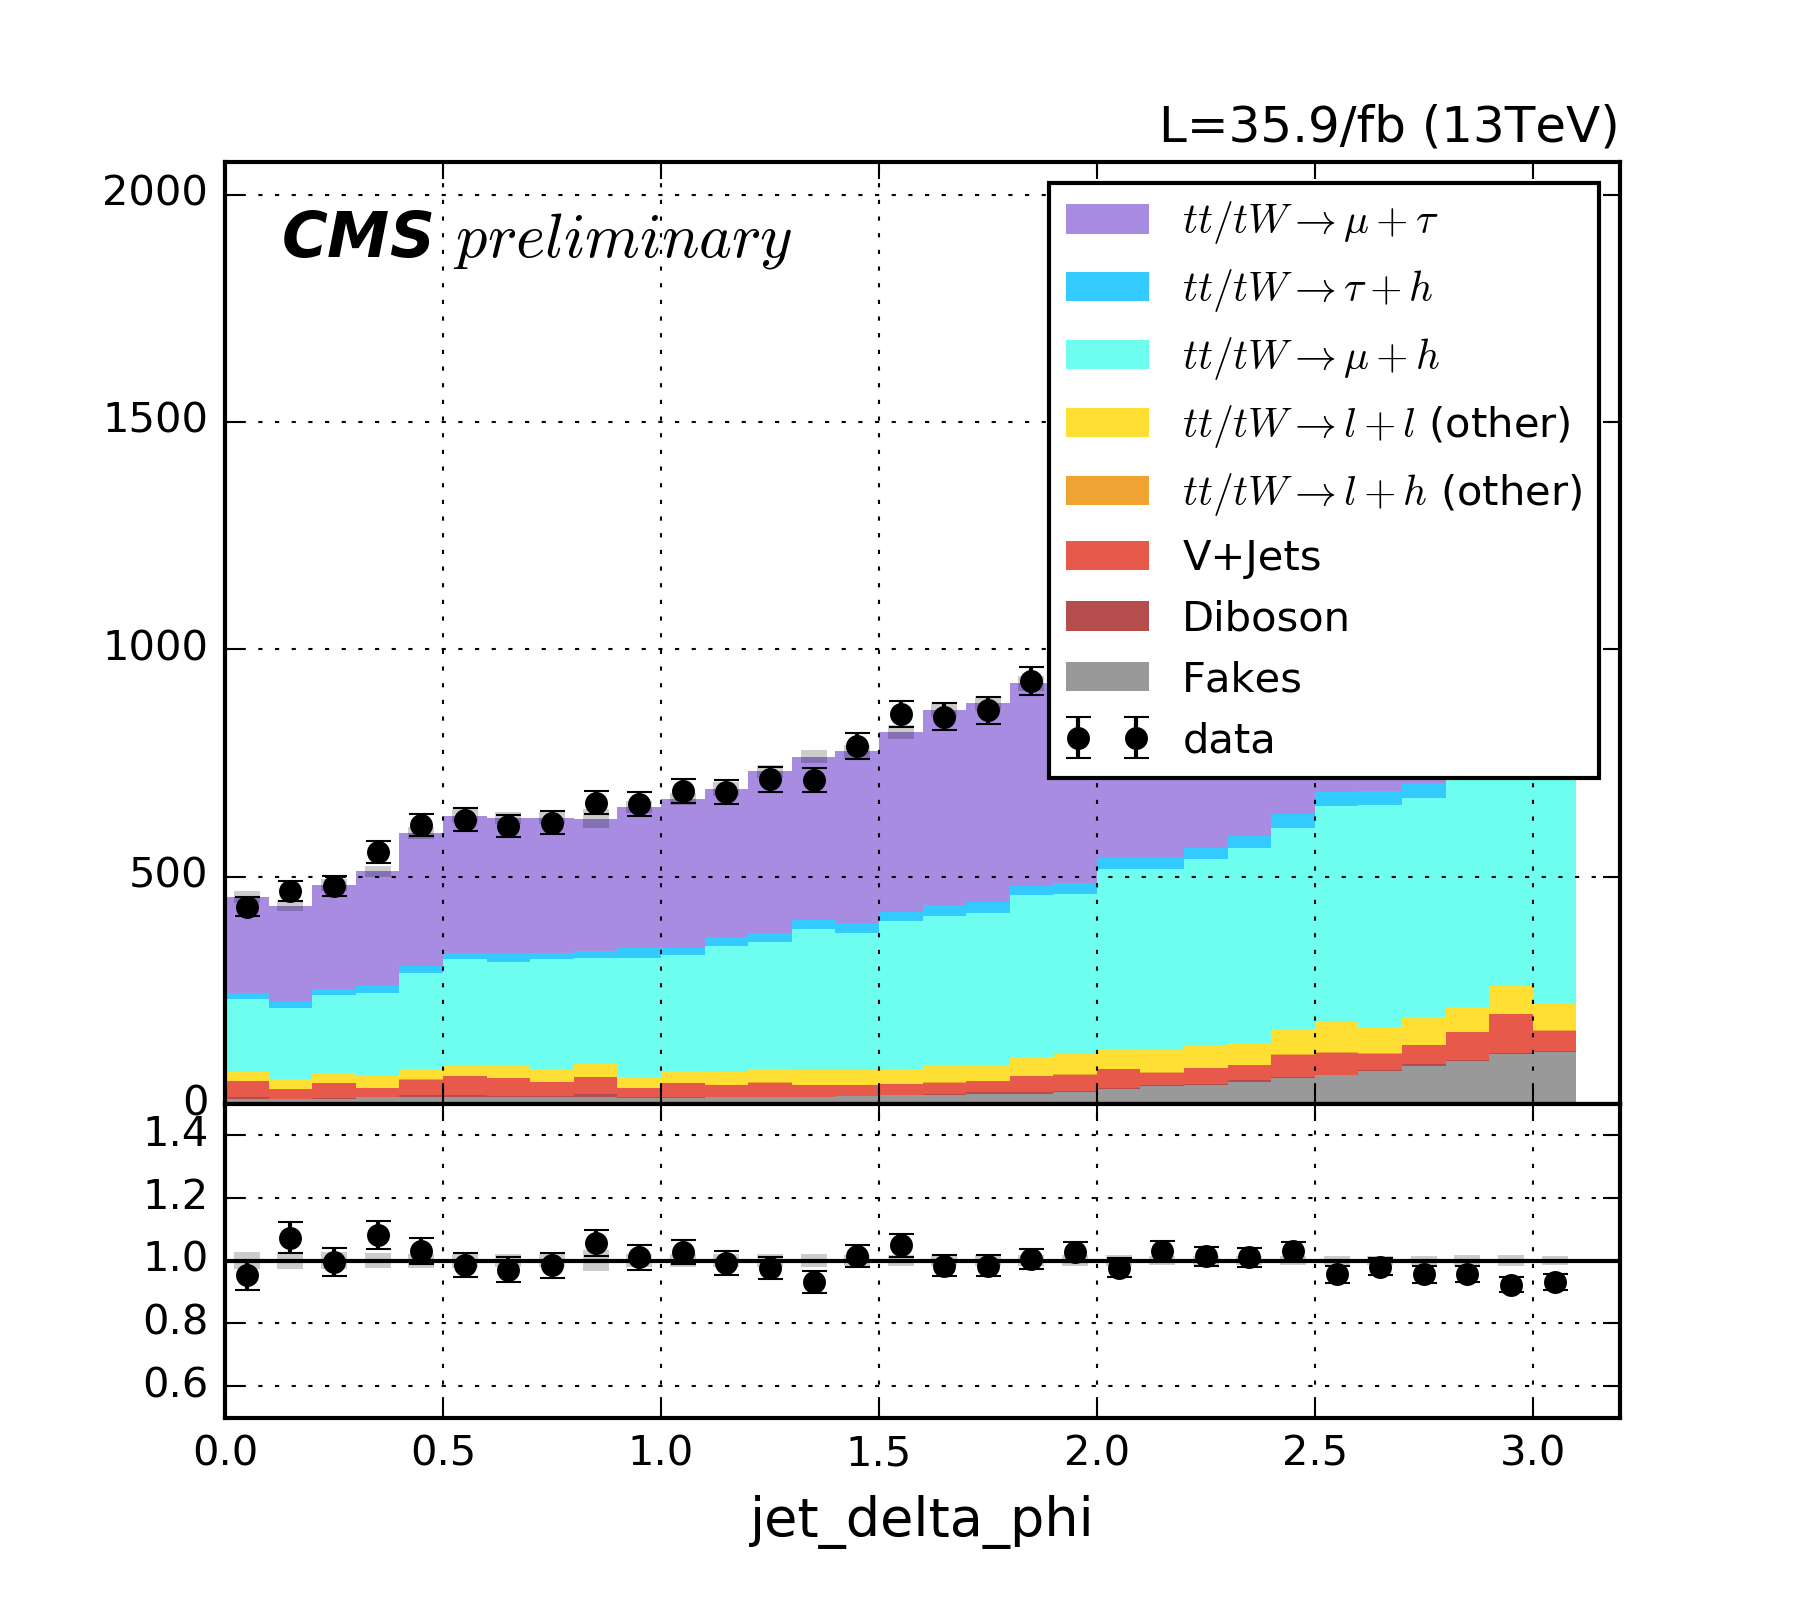 L=35.9/fb (13TeV)
CMS preliminary
2000
1500
1000
500
0
tt/tW → μ + τ
tt/tW → τ + h
tt/tW → μ + h
tt/tW → l + l (other)
tt/tW → l + h (other)
V+Jets
Diboson
Fakes
data
1.4
1.2
1.0
0.8
0.6
0.0 0.5 1.0 1.5 2.0 2.5 3.0
jet_delta_phi